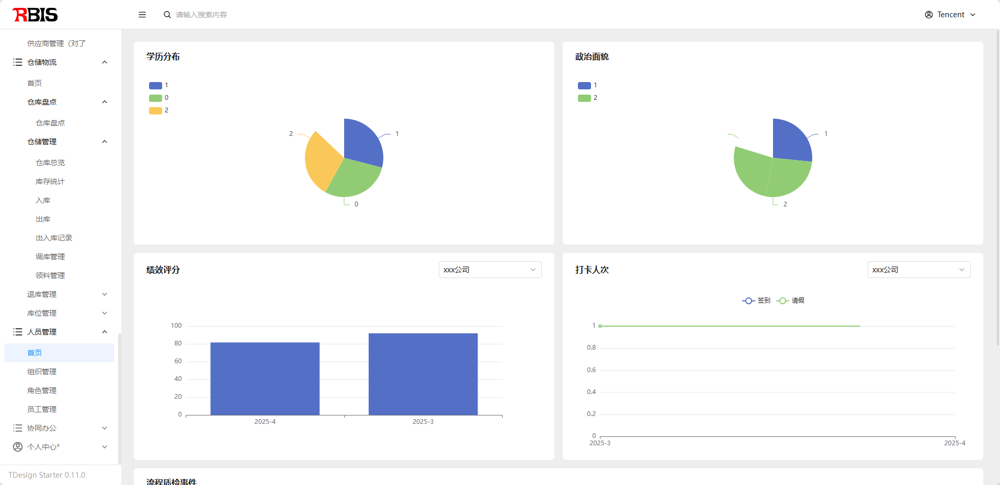 RBIS
请输入搜索内容
Tencent
供应商管理（对了
仓储物流
首页
仓库盘点
仓库盘点
仓储管理
仓库总览
库存统计
入库
出库
出入库记录
调库管理
领料管理
退库管理
库位管理
人员管理
首页
组织管理
角色管理
员工管理
协同办公
个人中心*
TDesign Starter 0.11.0
学历分布
1
0
2
2
1
0
政治面貌
1
2
1
2
绩效评分
xxx公司
100
80
60
40
20
0
2025-4
2025-3
打卡人次
xxx公司
签到
请假
1
0.8
0.6
0.4
0.2
0
2025-3
2025-4
流程质检事件